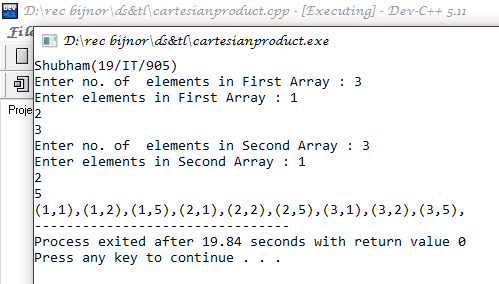 D:\rec bijnor\ds&tl\cartesianproduct.cpp - [Executing] - Dev-C++ 5.11
File
D:\rec bijnor\ds&tl\cartesianproduct.exe
Shubham(19/IT/905)
Enter no. of  elements in First Array : 3
Enter elements in First Array : 1
2
3
Enter no. of  elements in Second Array : 3
Enter elements in Second Array : 1
2
5
(1,1),(1,2),(1,5),(2,1),(2,2),(2,5),(3,1),(3,2),(3,5),
--------------------------------
Process exited after 19.84 seconds with return value 0
Press any key to continue . . .
Proje